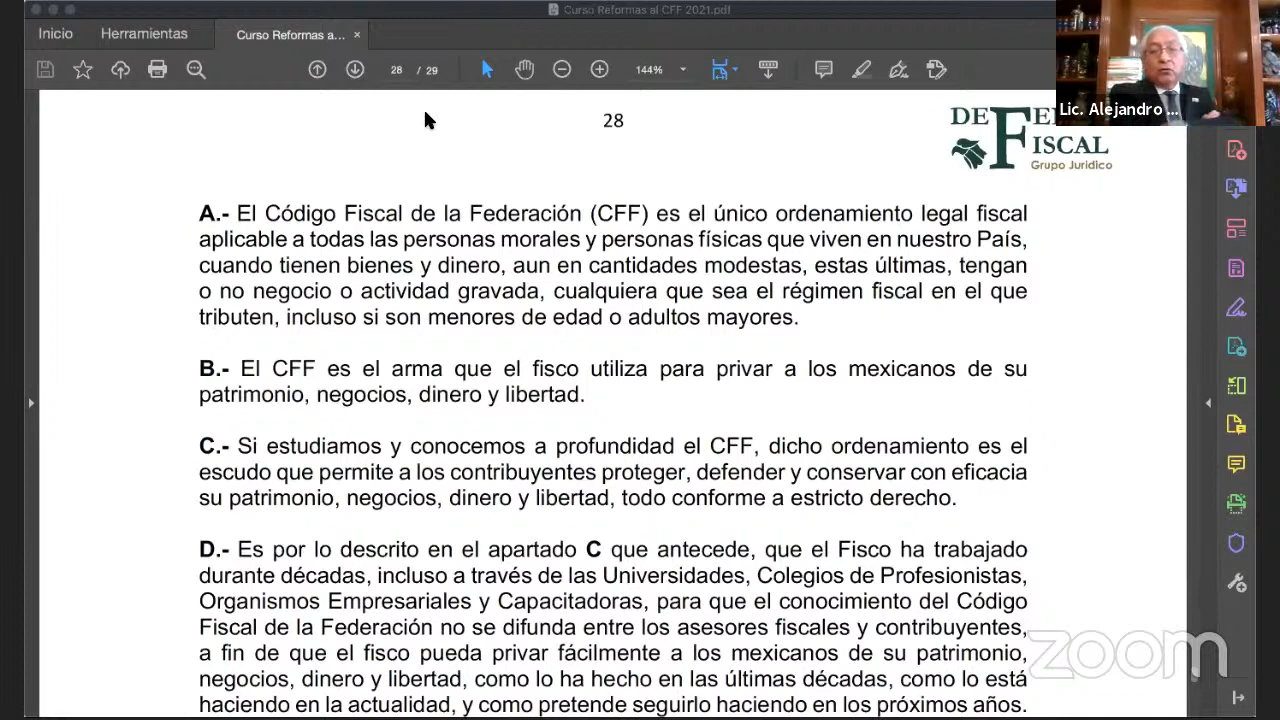 Curso Reformas al CFF 2021.pdf
Inicio
Herramientas
Curso Reformas a... ×
28 / 29
144%
Lic. Alejandro ...
28
DE FE
FISCAL
Grupo Jurídico
A.- El Código Fiscal de la Federación (CFF) es el único ordenamiento legal fiscal
aplicable a todas las personas morales y personas físicas que viven en nuestro País,
cuando tienen bienes y dinero, aun en cantidades modestas, estas últimas, tengan
o no negocio o actividad gravada, cualquiera que sea el régimen fiscal en el que
tributen, incluso si son menores de edad o adultos mayores.
B.- El CFF es el arma que el fisco utiliza para privar a los mexicanos de su
patrimonio, negocios, dinero y libertad.
C.- Si estudiamos y conocemos a profundidad el CFF, dicho ordenamiento es el
escudo que permite a los contribuyentes proteger, defender y conservar con eficacia
su patrimonio, negocios, dinero y libertad, todo conforme a estricto derecho.
D.- Es por lo descrito en el apartado C que antecede, que el Fisco ha trabajado
durante décadas, incluso a través de las Universidades, Colegios de Profesionistas,
Organismos Empresariales y Capacitadoras, para que el conocimiento del Código
Fiscal de la Federación no se difunda entre los asesores fiscales y contribuyentes,
a fin de que el fisco pueda privar fácilmente a los mexicanos de su patrimonio,
negocios, dinero y libertad, como lo ha hecho en las últimas décadas, como lo está
haciendo en la actualidad, y como pretende seguirlo haciendo en los próximos años.
zoom